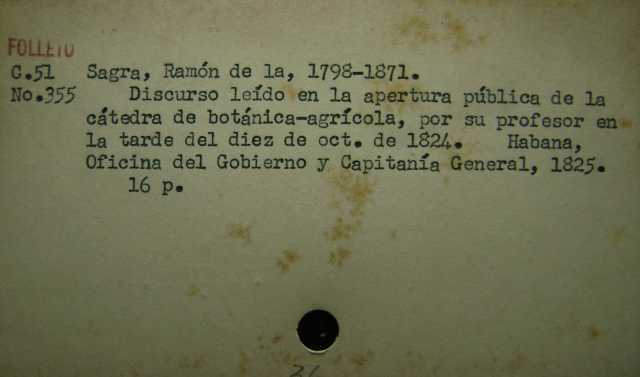 FOLLETO
C.51 Sagra, Ramón de la, 1798-1871.
No.355 Discurso leído en la apertura pública de la
cátedra de botánica-agrícola, por su profesor en
la tarde del diez de oct. de 1824. Habana,
Oficina del Gobierno y Capitanía General, 1825.
16 p.